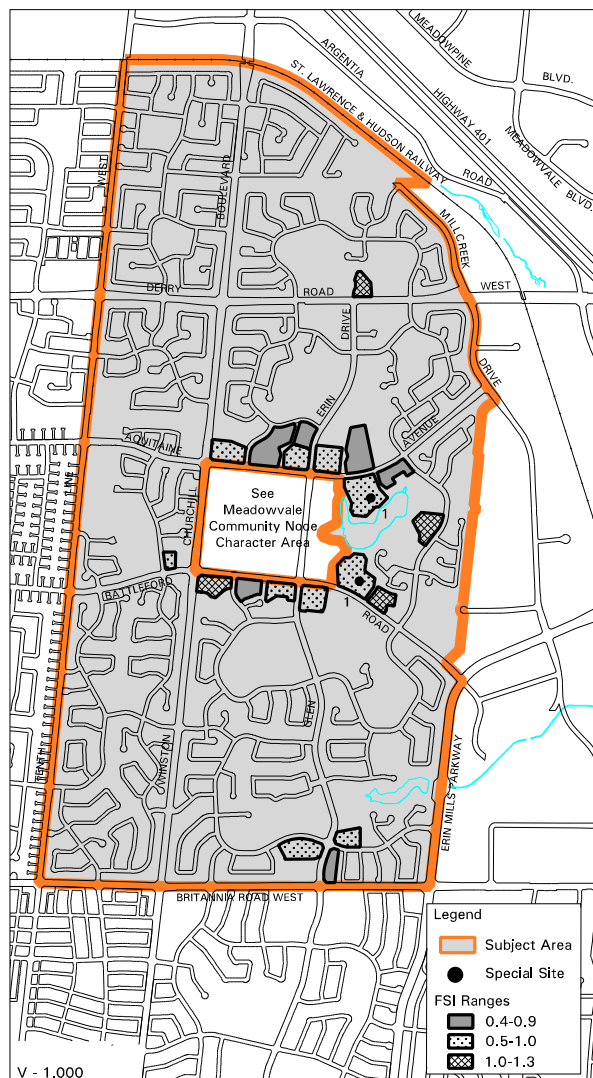 MEADOWPINE
BLVD.
ARGENTIA
HIGHWAY 401
MEADOWVALE
BLVD.
ST. LAWRENCE & HUDSON RAILWAY
ROAD
WEST
BOULEVARD
MILLCREEK
DERRY
ROAD
WEST
DRIVE
DRIVE
ERIN
AVENUE
AQUITAINE
See
Meadowvale
Community Node
Character Area
1
LINE
CHURCHILL
BATTLEFORD
1
ROAD
GLEN
WINSTON
TENTH
ERIN MILLS PARKWAY
BRITANNIA ROAD WEST
Legend
Subject Area
Special Site
FSI Ranges
0.4-0.9
0.5-1.0
1.0-1.3
V - 1.000